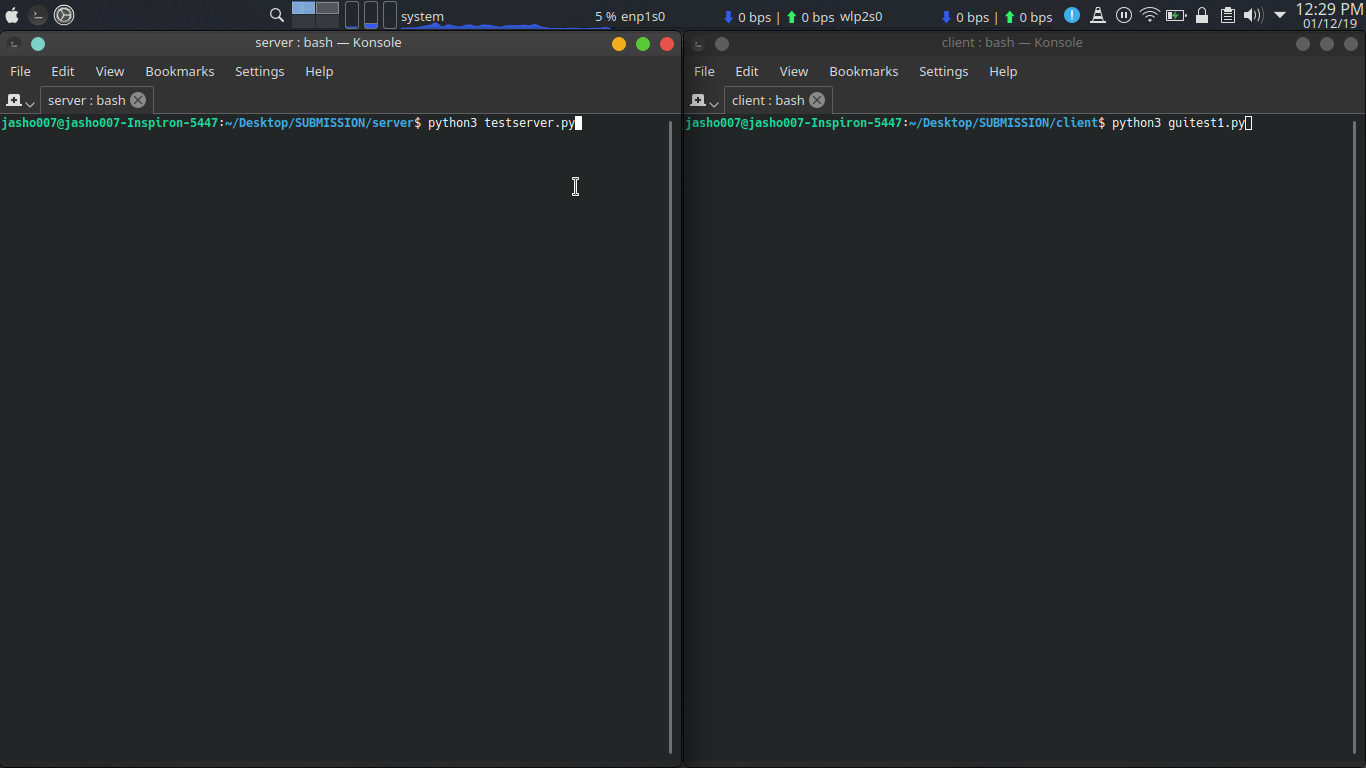 system 5 % enp1s0 0 bps | 0 bps wlp2s0 0 bps | 0 bps 12:29 PM
01/12/19
server : bash — Konsole
File Edit View Bookmarks Settings Help
server : bash
jasho007@jasho007-Inspiron-5447:~/Desktop/SUBMISSION/server$ python3 testserver.py
client : bash — Konsole
File Edit View Bookmarks Settings Help
client : bash
jasho007@jasho007-Inspiron-5447:~/Desktop/SUBMISSION/client$ python3 guitest1.py